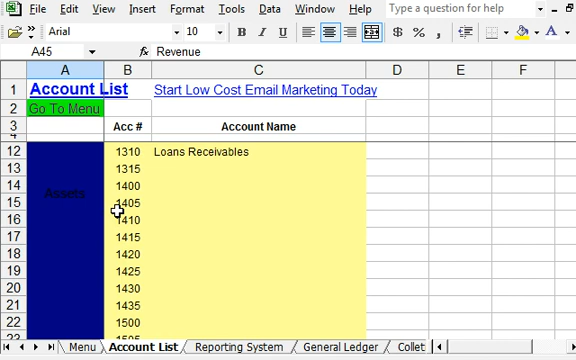 File Edit View Insert Format Tools Data Window Help Type a question for help
Arial 10 B I U $ % ,
A45 fx Revenue
A B C D E F
1 Account List Start Low Cost Email Marketing Today
2 Go To Menu
3 Acc # Account Name
4
12 1310 Loans Receivables
13 1315
14 1400
Assets
15 1405
16 1410
17 1415
18 1420
19 1425
20 1430
21 1435
22 1500
23 1505
Menu Account List Reporting System General Ledger Collet